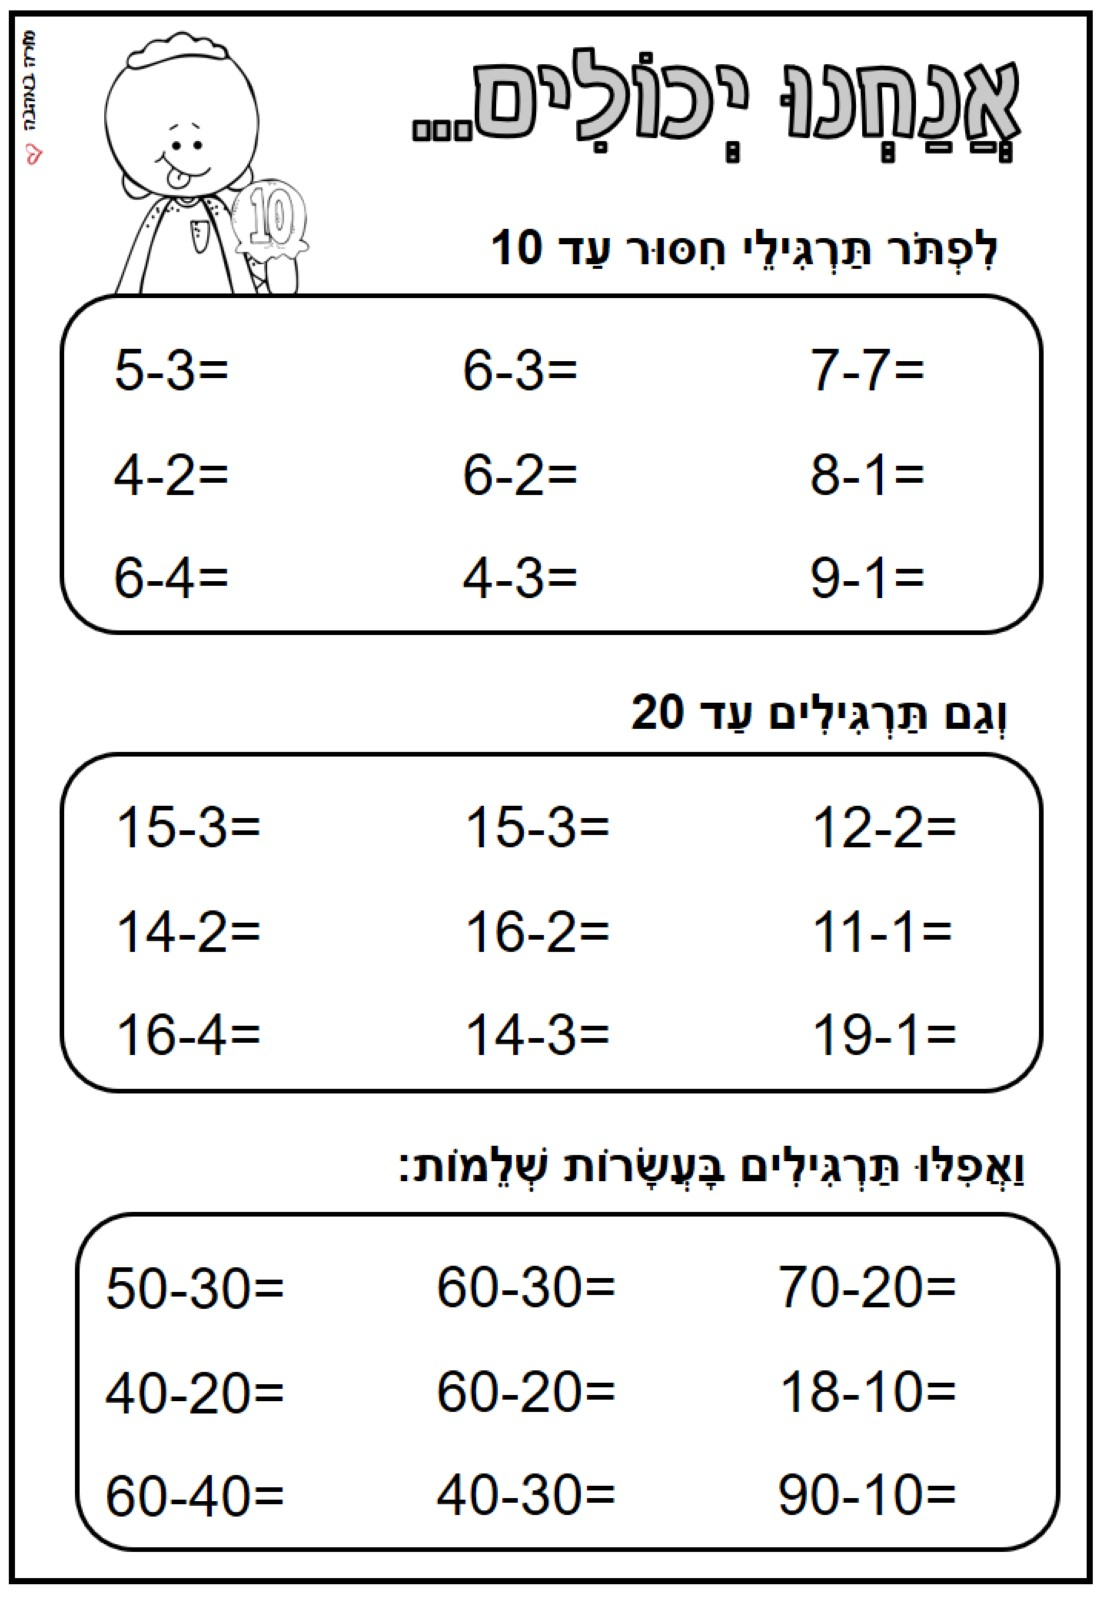 אֲנַחְנוּ יְכוֹלִים...
מורה באהבה
10
לִפְתֹּר תַּרְגִּילֵי חִסּוּר עַד 10
5-3= 6-3= 7-7=
4-2= 6-2= 8-1=
6-4= 4-3= 9-1=
וְגַם תַּרְגִּילִים עַד 20
15-3= 15-3= 12-2=
14-2= 16-2= 11-1=
16-4= 14-3= 19-1=
וַאֲפִלּוּ תַּרְגִּילִים בָּעֲשָׂרוֹת שְׁלֵמוֹת:
50-30= 60-30= 70-20=
40-20= 60-20= 18-10=
60-40= 40-30= 90-10=